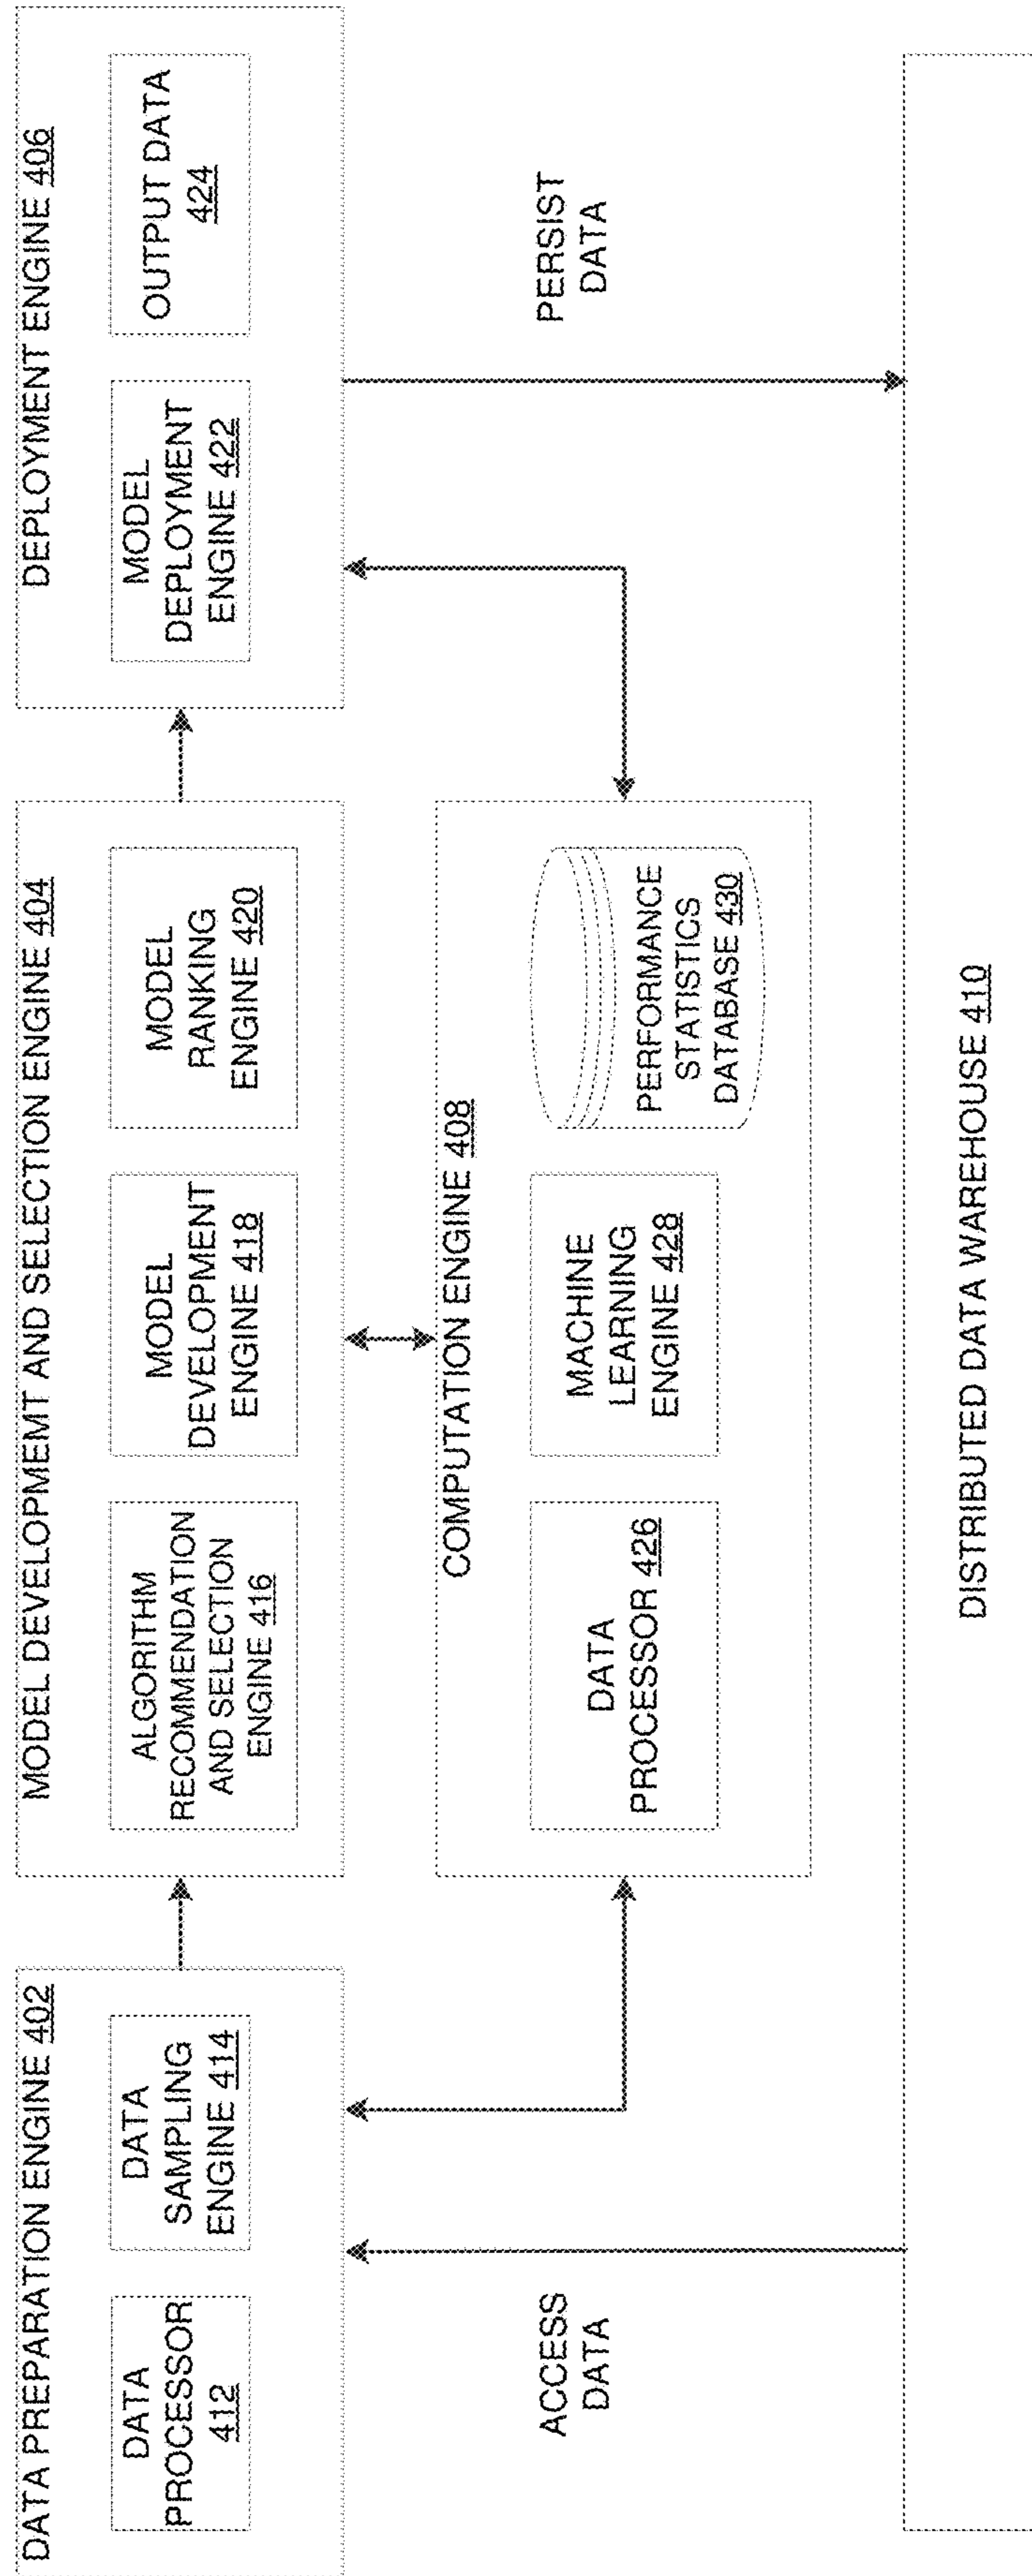 DATA PREPARATION ENGINE 402
DATA
PROCESSOR
412
DATA
SAMPLING
ENGINE 414
MODEL DEVELOPEMT AND SELECTION ENGINE 404
ALGORITHM
RECOMMENDATION
AND SELECTION
ENGINE 416
MODEL
DEVELOPMENT
ENGINE 418
MODEL
RANKING
ENGINE 420
DEPLOYMENT ENGINE 406
MODEL
DEPLOYMENT
ENGINE 422
OUTPUT DATA
424
COMPUTATION ENGINE 408
DATA
PROCESSOR 426
MACHINE
LEARNING
ENGINE 428
PERFORMANCE
STATISTICS
DATABASE 430
ACCESS
DATA
PERSIST
DATA
DISTRIBUTED DATA WAREHOUSE 410